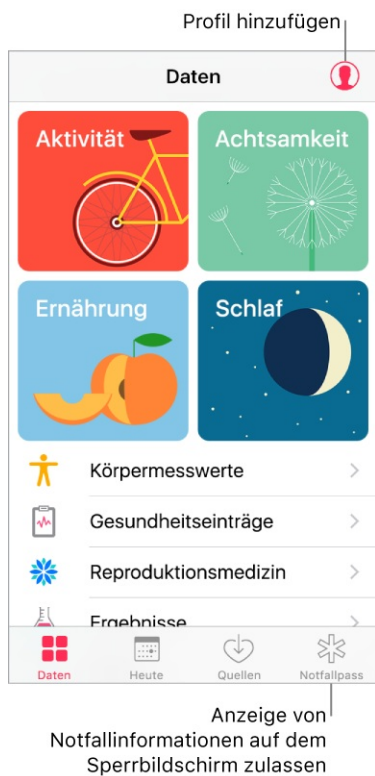 Profil hinzufügen
Daten
Aktivität
Achtsamkeit
Ernährung
Schlaf
Körpermesswerte
Gesundheitseinträge
Reproduktionsmedizin
Ergebnisse
Daten
Heute
Quellen
Notfallpass
Anzeige von
Notfallinformationen auf dem
Sperrbildschirm zulassen